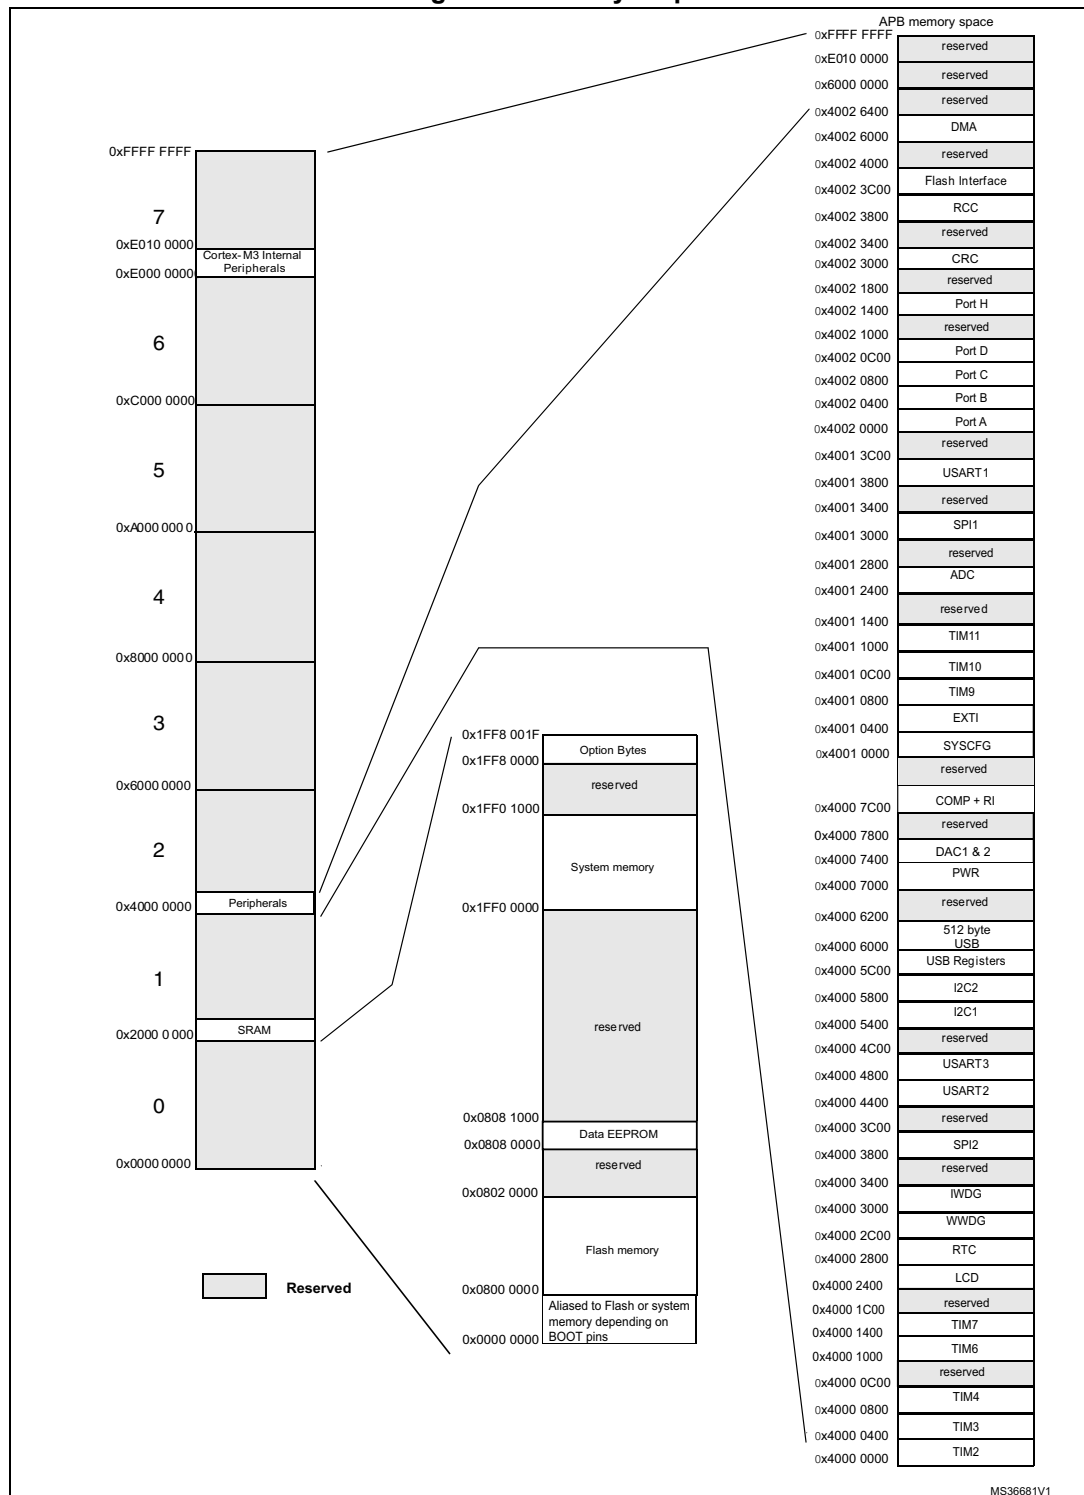 APB memory space
0xFFFF FFFF
reserved
0xE010 0000
reserved
0x6000 0000
reserved
0x4002 6400
DMA
0x4002 6000
reserved
0x4002 4000
Flash Interface
0x4002 3C00
RCC
0x4002 3800
reserved
0x4002 3400
CRC
0x4002 3000
reserved
0x4002 1800
Port H
0x4002 1400
reserved
0x4002 1000
Port D
0x4002 0C00
Port C
0x4002 0800
Port B
0x4002 0400
Port A
0x4002 0000
reserved
0x4001 3C00
USART1
0x4001 3800
reserved
0x4001 3400
SPI1
0x4001 3000
reserved
0x4001 2800
ADC
0x4001 2400
reserved
0x4001 1400
TIM11
0x4001 1000
TIM10
0x4001 0C00
TIM9
0x4001 0800
EXTI
0x4001 0400
SYSCFG
0x4001 0000
reserved
COMP + RI
0x4000 7C00
reserved
0x4000 7800
DAC1 & 2
0x4000 7400
PWR
0x4000 7000
reserved
0x4000 6200
512 byte
USB
0x4000 6000
USB Registers
0x4000 5C00
I2C2
0x4000 5800
I2C1
0x4000 5400
reserved
0x4000 4C00
USART3
0x4000 4800
USART2
0x4000 4400
reserved
0x4000 3C00
SPI2
0x4000 3800
reserved
0x4000 3400
IWDG
0x4000 3000
WWDG
0x4000 2C00
RTC
0x4000 2800
LCD
0x4000 2400
reserved
0x4000 1C00
TIM7
0x4000 1400
TIM6
0x4000 1000
reserved
0x4000 0C00
TIM4
0x4000 0800
TIM3
0x4000 0400
TIM2
0x4000 0000
0xFFFF FFFF
7
0xE010 0000
Cortex-M3 Internal
Peripherals
0xE000 0000
6
0xC000 0000
5
0xA000 0000
4
0x8000 0000
3
0x6000 0000
2
Peripherals
0x4000 0000
1
SRAM
0x2000 0000
0
0x0000 0000
Reserved
0x1FF8 001F
Option Bytes
0x1FF8 0000
reserved
0x1FF0 1000
System memory
0x1FF0 0000
reserved
0x0808 1000
Data EEPROM
0x0808 0000
reserved
0x0802 0000
Flash memory
0x0800 0000
Aliased to Flash or system
memory depending on
BOOT pins
0x0000 0000
MS36681V1